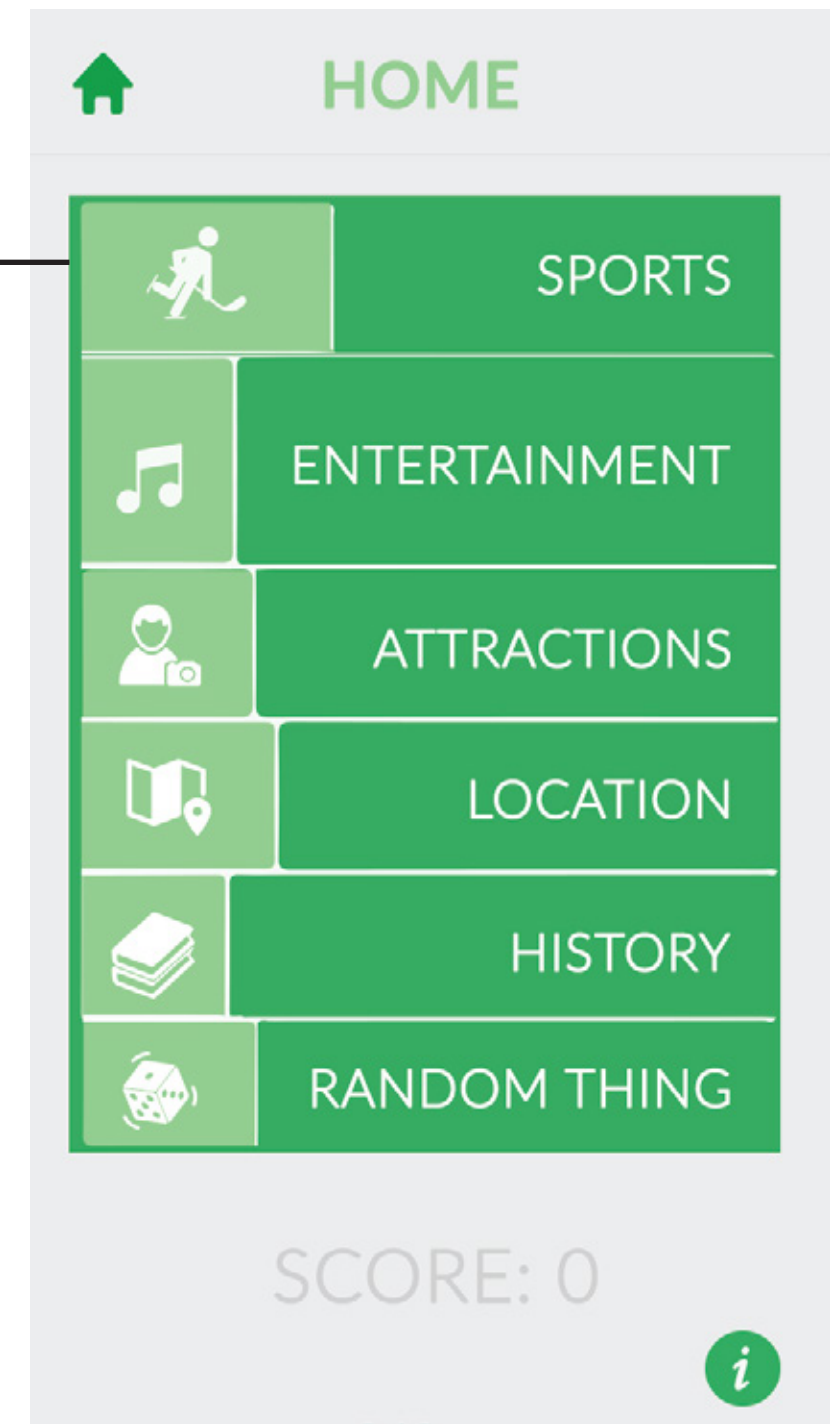 HOME
SPORTS
ENTERTAINMENT
ATTRACTIONS
LOCATION
HISTORY
RANDOM THING
SCORE: 0
i